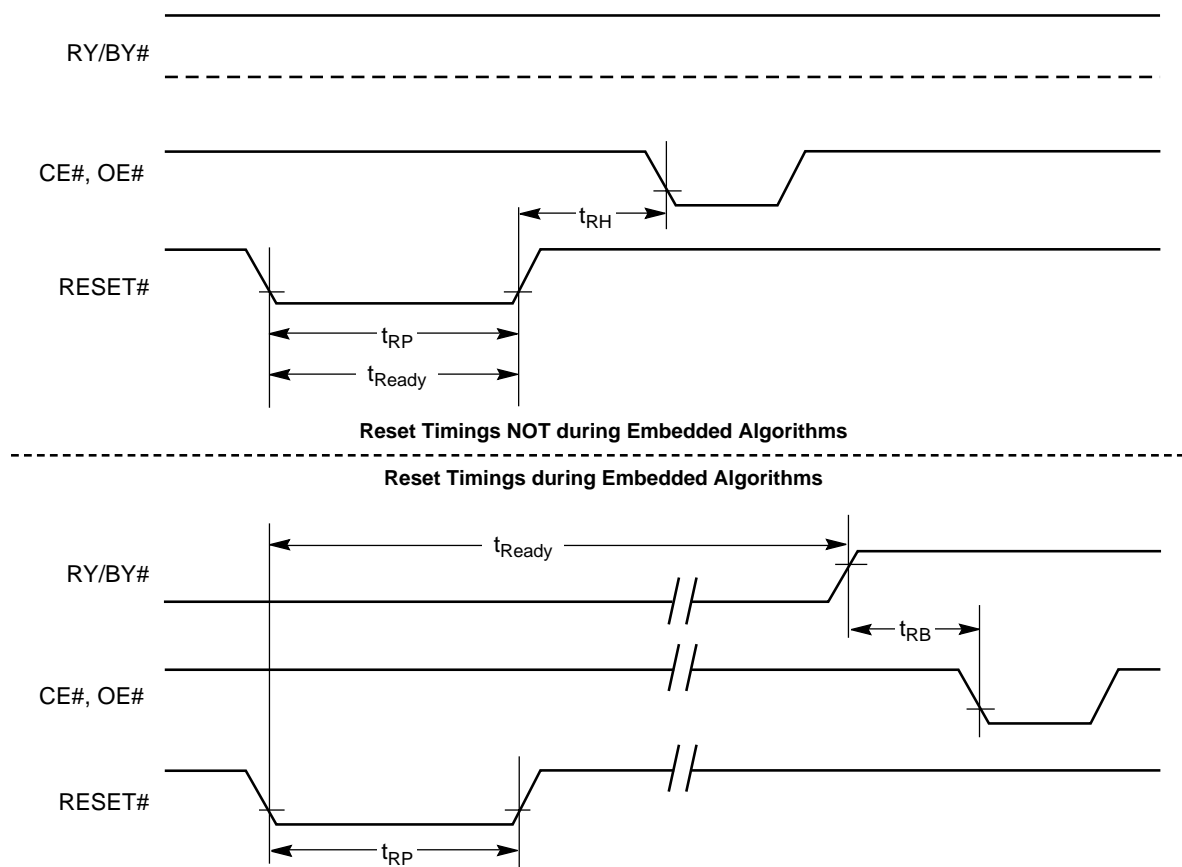 RY/BY#
CE#, OE#
tRH
RESET#
tRP
tReady
Reset Timings NOT during Embedded Algorithms
Reset Timings during Embedded Algorithms
tReady
RY/BY#
tRB
CE#, OE#
RESET#
tRP